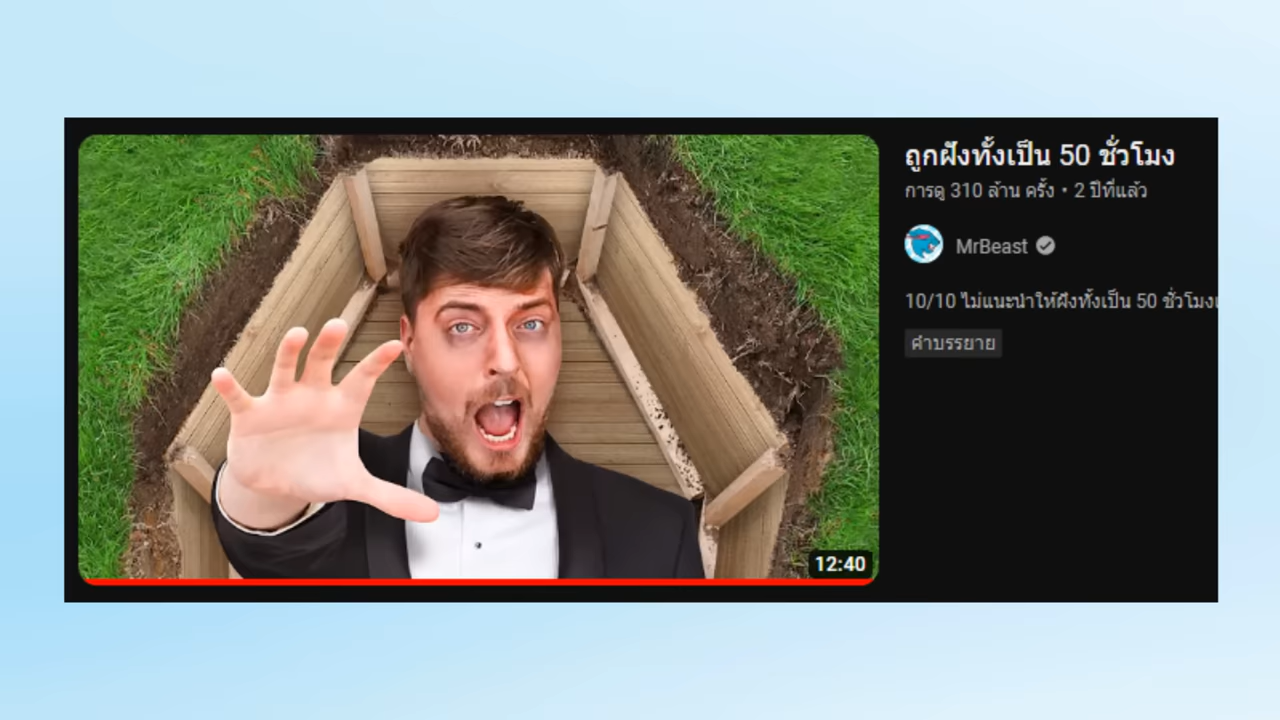 ถูกฝังทั้งเป็น 50 ชั่วโมง
การดู 310 ล้าน ครั้ง • 2 ปีที่แล้ว
MrBeast
10/10 ไม่แนะนำให้ฝังทั้งเป็น 50 ชั่วโมง
คำบรรยาย
12:40